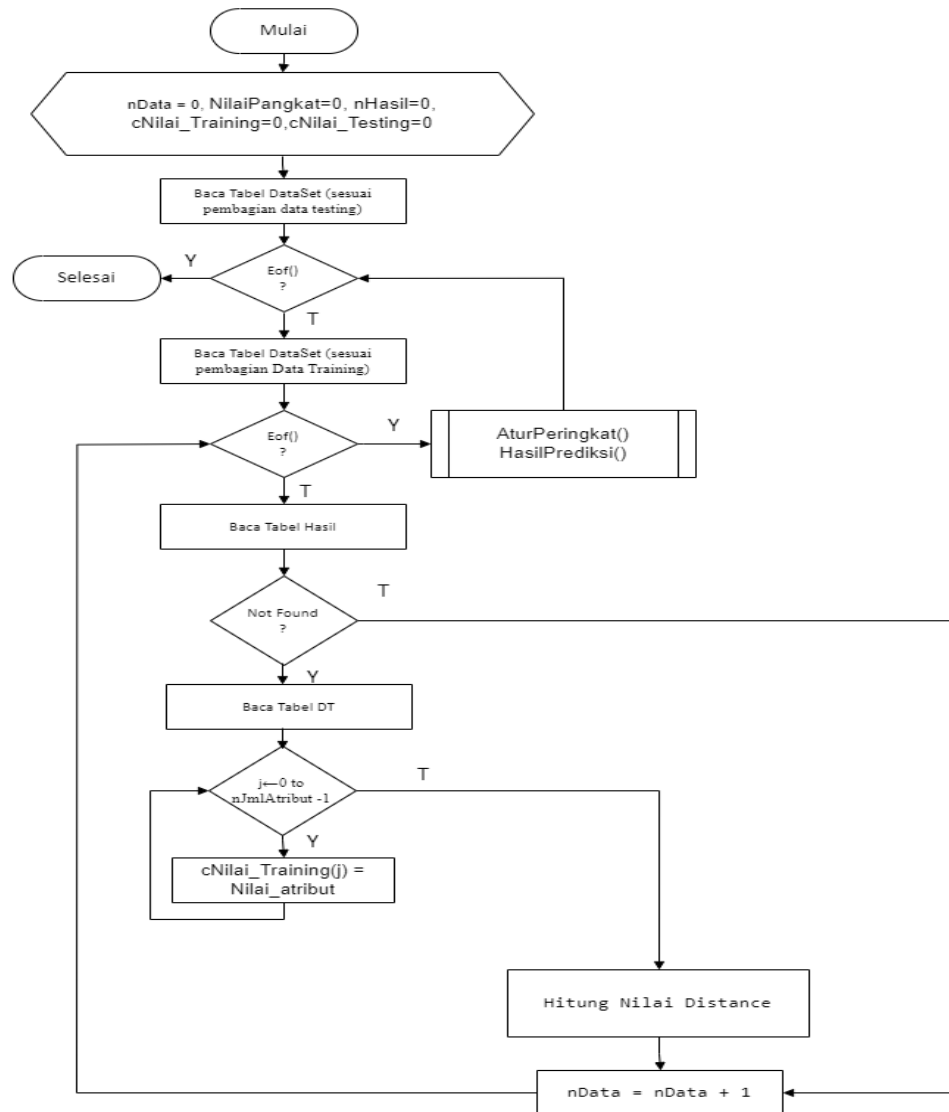 Mulai
nData = 0, NilaiPangkat=0, nHasil=0,
cNilai_Training=0,cNilai_Testing=0
Baca Tabel DataSet (sesuai
pembagian data testing)
Selesai
Y
Eof()
?
T
Baca Tabel DataSet (sesuai
pembagian Data Training)
Eof()
?
Y
AturPeringkat()
HasilPrediksi()
T
Baca Tabel Hasil
Not Found
?
T
Y
Baca Tabel DT
j←0 to
nJmlAtribut -1
T
Y
cNilai_Training(j) =
Nilai_atribut
Hitung Nilai Distance
nData = nData + 1